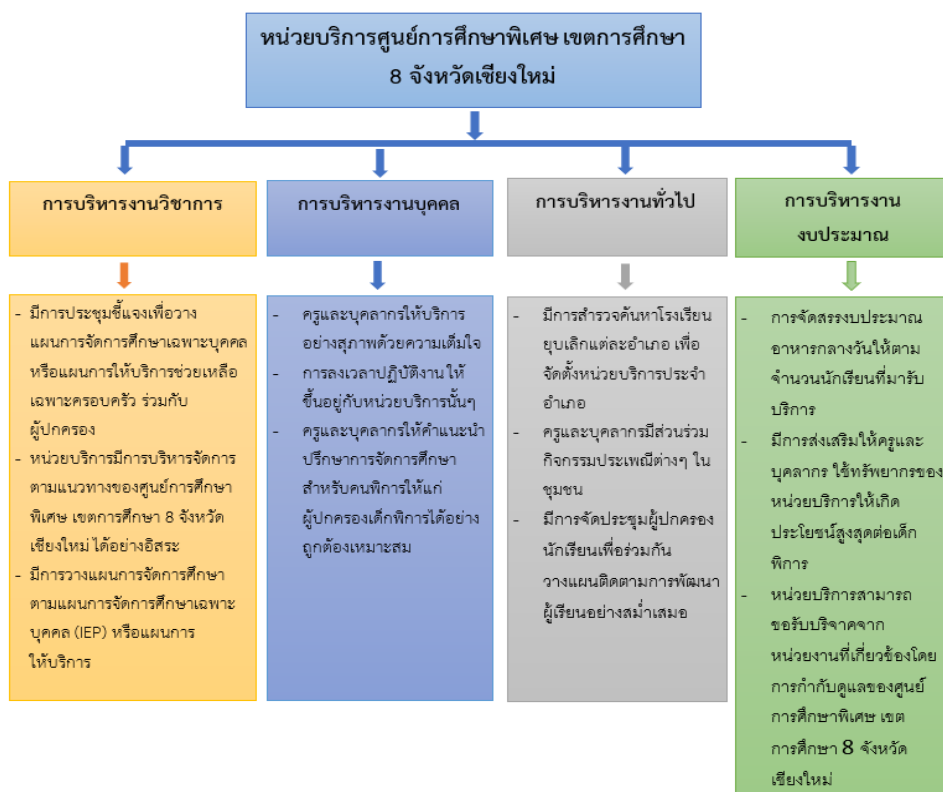 หน่วยบริการศูนย์การศึกษาพิเศษ เขตการศึกษา
8 จังหวัดเชียงใหม่
การบริหารงานวิชาการ
- มีการประชุมชี้แจงเพื่อวาง
แผนการจัดการศึกษาเฉพาะบุคคล
หรือแผนการให้บริการช่วยเหลือ
เฉพาะครอบครัว ร่วมกับ
ผู้ปกครอง
- หน่วยบริการมีการบริหารจัดการ
ตามแนวทางของศูนย์การศึกษา
พิเศษ เขตการศึกษา 8 จังหวัด
เชียงใหม่ ได้อย่างอิสระ
- มีการวางแผนการจัดการศึกษา
ตามแผนการจัดการศึกษาเฉพาะ
บุคคล (IEP) หรือแผนการ
ให้บริการ
การบริหารงานบุคคล
- ครูและบุคลากรให้บริการ
อย่างสุภาพด้วยความเต็มใจ
- การลงเวลาปฏิบัติงาน ให้
ขึ้นอยู่กับหน่วยบริการนั้นๆ
- ครูและบุคลากรให้คำแนะนำ
ปรึกษาการจัดการศึกษา
สำหรับคนพิการให้แก่
ผู้ปกครองเด็กพิการได้อย่าง
ถูกต้องเหมาะสม
การบริหารงานทั่วไป
- มีการสำรวจค้นหาโรงเรียน
ยุบเลิกแต่ละอำเภอ เพื่อ
จัดตั้งหน่วยบริการประจำ
อำเภอ
- ครูและบุคลากรมีส่วนร่วม
กิจกรรมประเพณีต่างๆ ใน
ชุมชน
- มีการจัดประชุมผู้ปกครอง
นักเรียนเพื่อร่วมกัน
วางแผนติดตามการพัฒนา
ผู้เรียนอย่างสม่ำเสมอ
การบริหารงาน
งบประมาณ
- การจัดสรรงบประมาณ
อาหารกลางวันให้ตาม
จำนวนนักเรียนที่มารับ
บริการ
- มีการส่งเสริมให้ครูและ
บุคลากร ใช้ทรัพยากรของ
หน่วยบริการให้เกิด
ประโยชน์สูงสุดต่อเด็ก
พิการ
- หน่วยบริการสามารถ
ขอรับบริจาคจาก
หน่วยงานที่เกี่ยวข้องโดย
การกำกับดูแลของศูนย์
การศึกษาพิเศษ เขต
การศึกษา 8 จังหวัด
เชียงใหม่